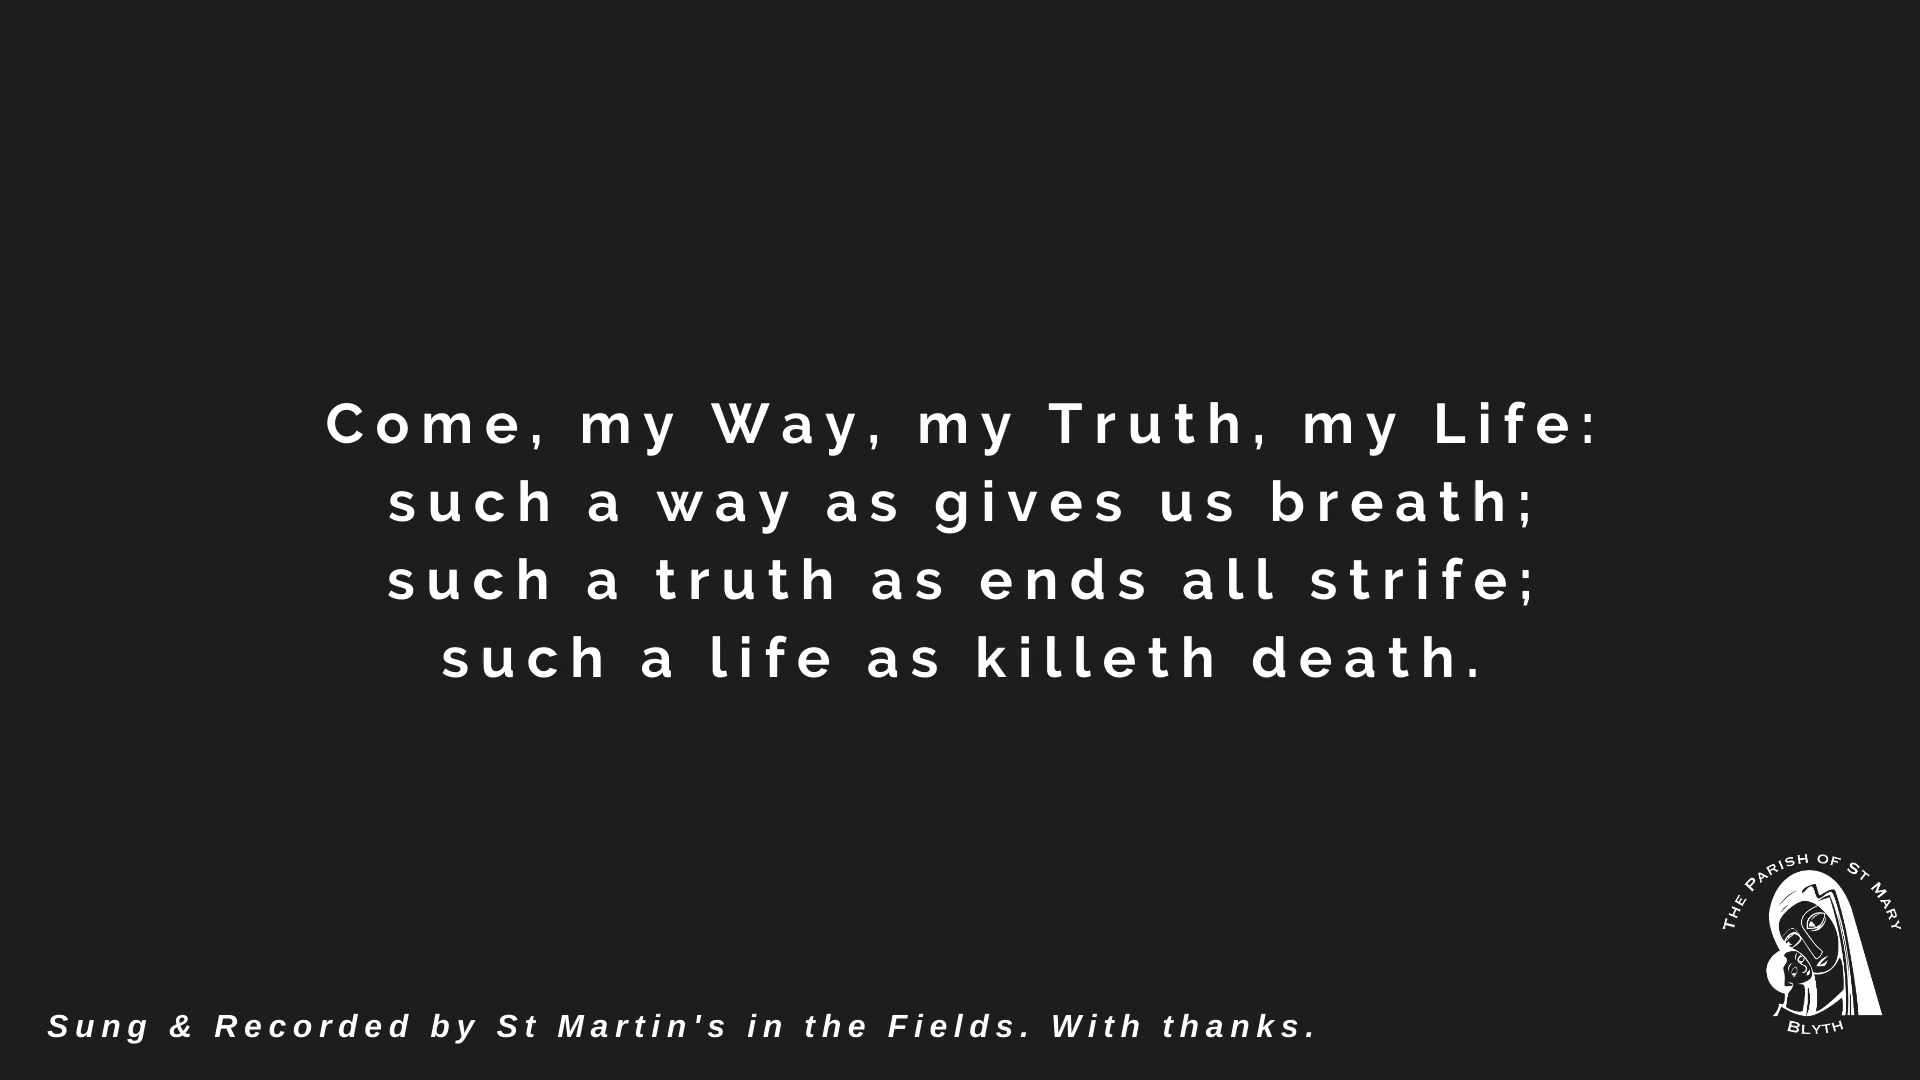 Come, my Way, my Truth, my Life:
such a way as gives us breath;
such a truth as ends all strife;
such a life as killeth death.
The Parish of St Mary
Blyth
Sung & Recorded by St Martin's in the Fields. With thanks.